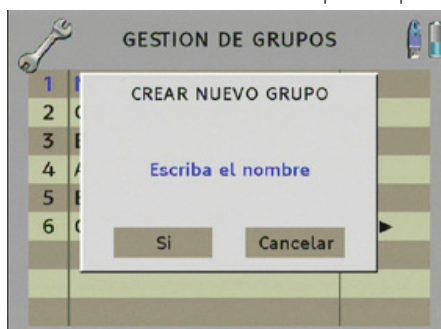 GESTION DE GRUPOS
CREAR NUEVO GRUPO
Escriba el nombre
Si
Cancelar
1
2
3
4
5
6